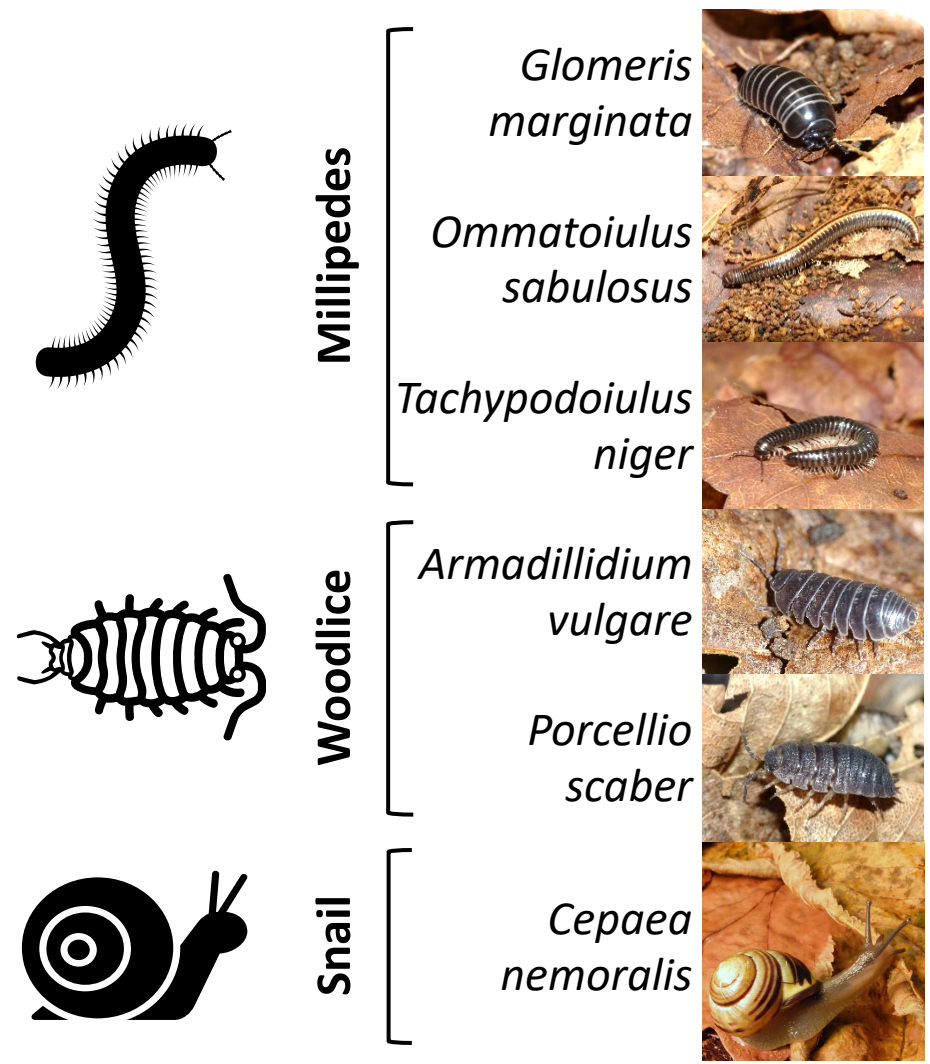 Millipedes
Glomeris
marginata
Ommatoiulus
sabulosus
Tachypodoiulus
niger
Woodlice
Armadillidium
vulgare
Porcellio
scaber
Snail
Cepaea
nemoralis